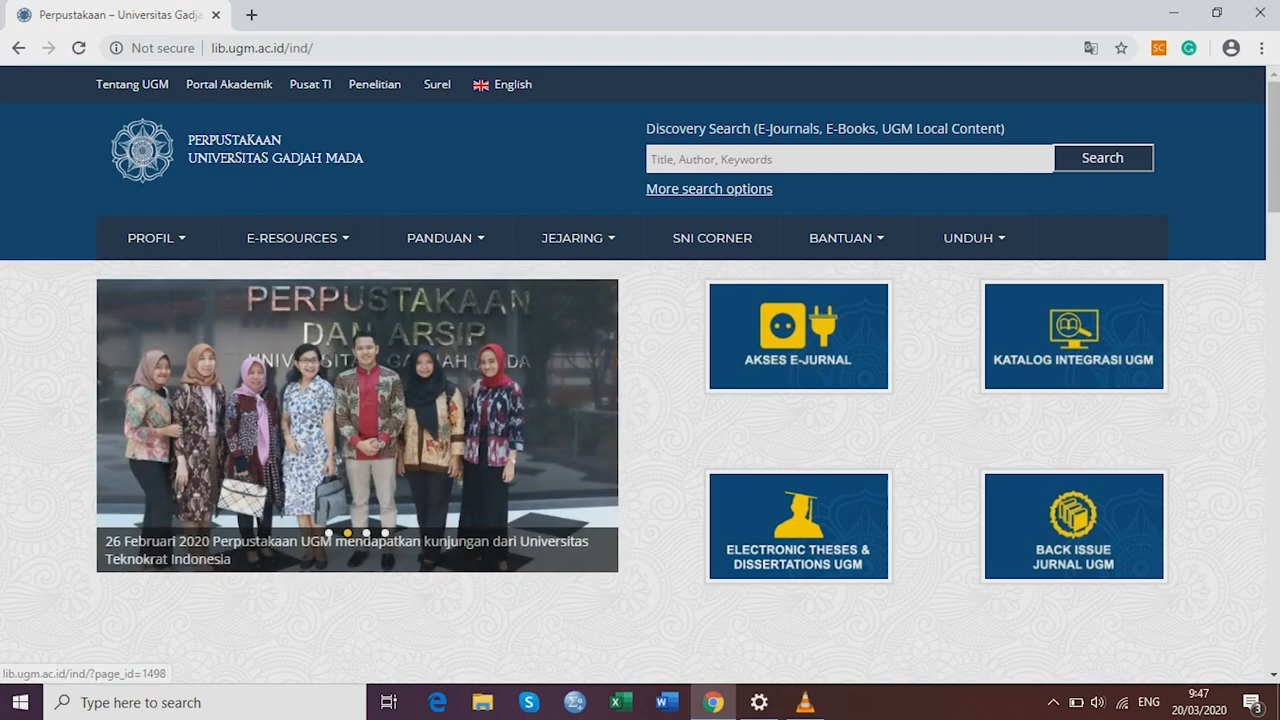 Perpustakaan – Universitas Gadja
Not secure
lib.ugm.ac.id/ind/
SC
Tentang UGM
Portal Akademik
Pusat TI
Penelitian
Surel
English
PERPUSTAKAAN
UNIVERSITAS GADJAH MADA
Discovery Search (E-Journals, E-Books, UGM Local Content)
Title, Author, Keywords
Search
More search options
PROFIL
E-RESOURCES
PANDUAN
JEJARING
SNI CORNER
BANTUAN
UNDUH
PERPUSTAKAAN
DAN ARSIP
UNIVERSITAS GADJAH MADA
26 Februari 2020 Perpustakaan UGM mendapatkan kunjungan dari Universitas
Teknokrat Indonesia
AKSES E-JURNAL
KATALOG INTEGRASI UGM
ELECTRONIC THESES &
DISSERTATIONS UGM
BACK ISSUE
JURNAL UGM
lib.ugm.ac.id/ind/?page_id=1498
Type here to search
ENG
9:47
20/03/2020
3